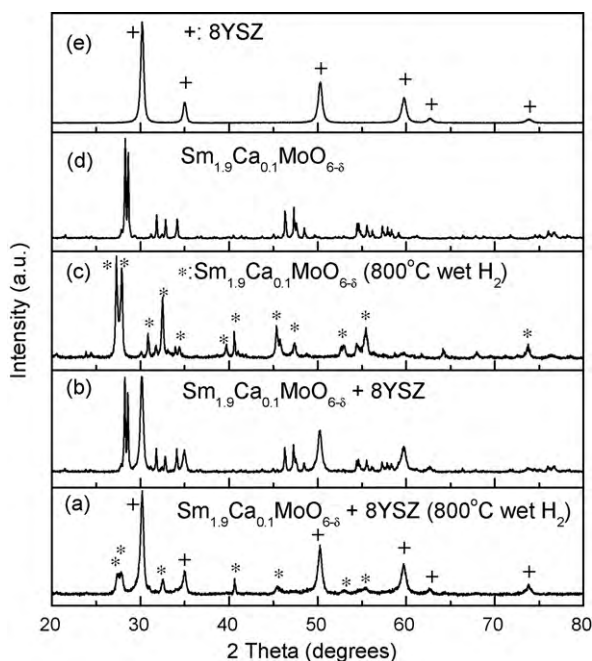 (e)
+: 8YSZ
+
+
+
+
+
+
(d)
Sm1.9Ca0.1MoO6-δ
(c)
*:Sm1.9Ca0.1MoO6-δ (800°C wet H2)
* *
*
*
*
*
*
*
*
*
*
*
(b)
Sm1.9Ca0.1MoO6-δ + 8YSZ
(a)
Sm1.9Ca0.1MoO6-δ + 8YSZ (800°C wet H2)
+
+
+
+
+
+
* *
*
*
*
*
*
Intensity (a.u.)
20 30 40 50 60 70 80
2 Theta (degrees)